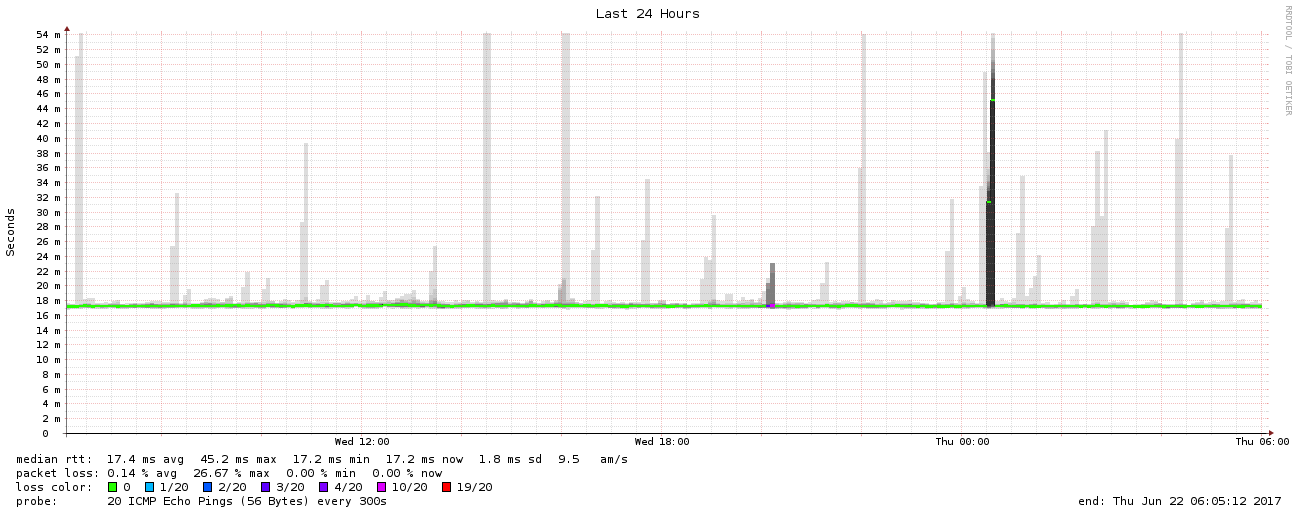 Last 24 Hours
RRDTOOL / TOBI OETIKER
Seconds
54 m
52 m
50 m
48 m
46 m
44 m
42 m
40 m
38 m
36 m
34 m
32 m
30 m
28 m
26 m
24 m
22 m
20 m
18 m
16 m
14 m
12 m
10 m
8 m
6 m
4 m
2 m
0
Wed 12:00 Wed 18:00 Thu 00:00 Thu 06:00
median rtt: 17.4 ms avg 45.2 ms max 17.2 ms min 17.2 ms now 1.8 ms sd 9.5 am/s
packet loss: 0.14 % avg 26.67 % max 0.00 % min 0.00 % now
loss color: 0 1/20 2/20 3/20 4/20 10/20 19/20
probe: 20 ICMP Echo Pings (56 Bytes) every 300s end: Thu Jun 22 06:05:12 2017